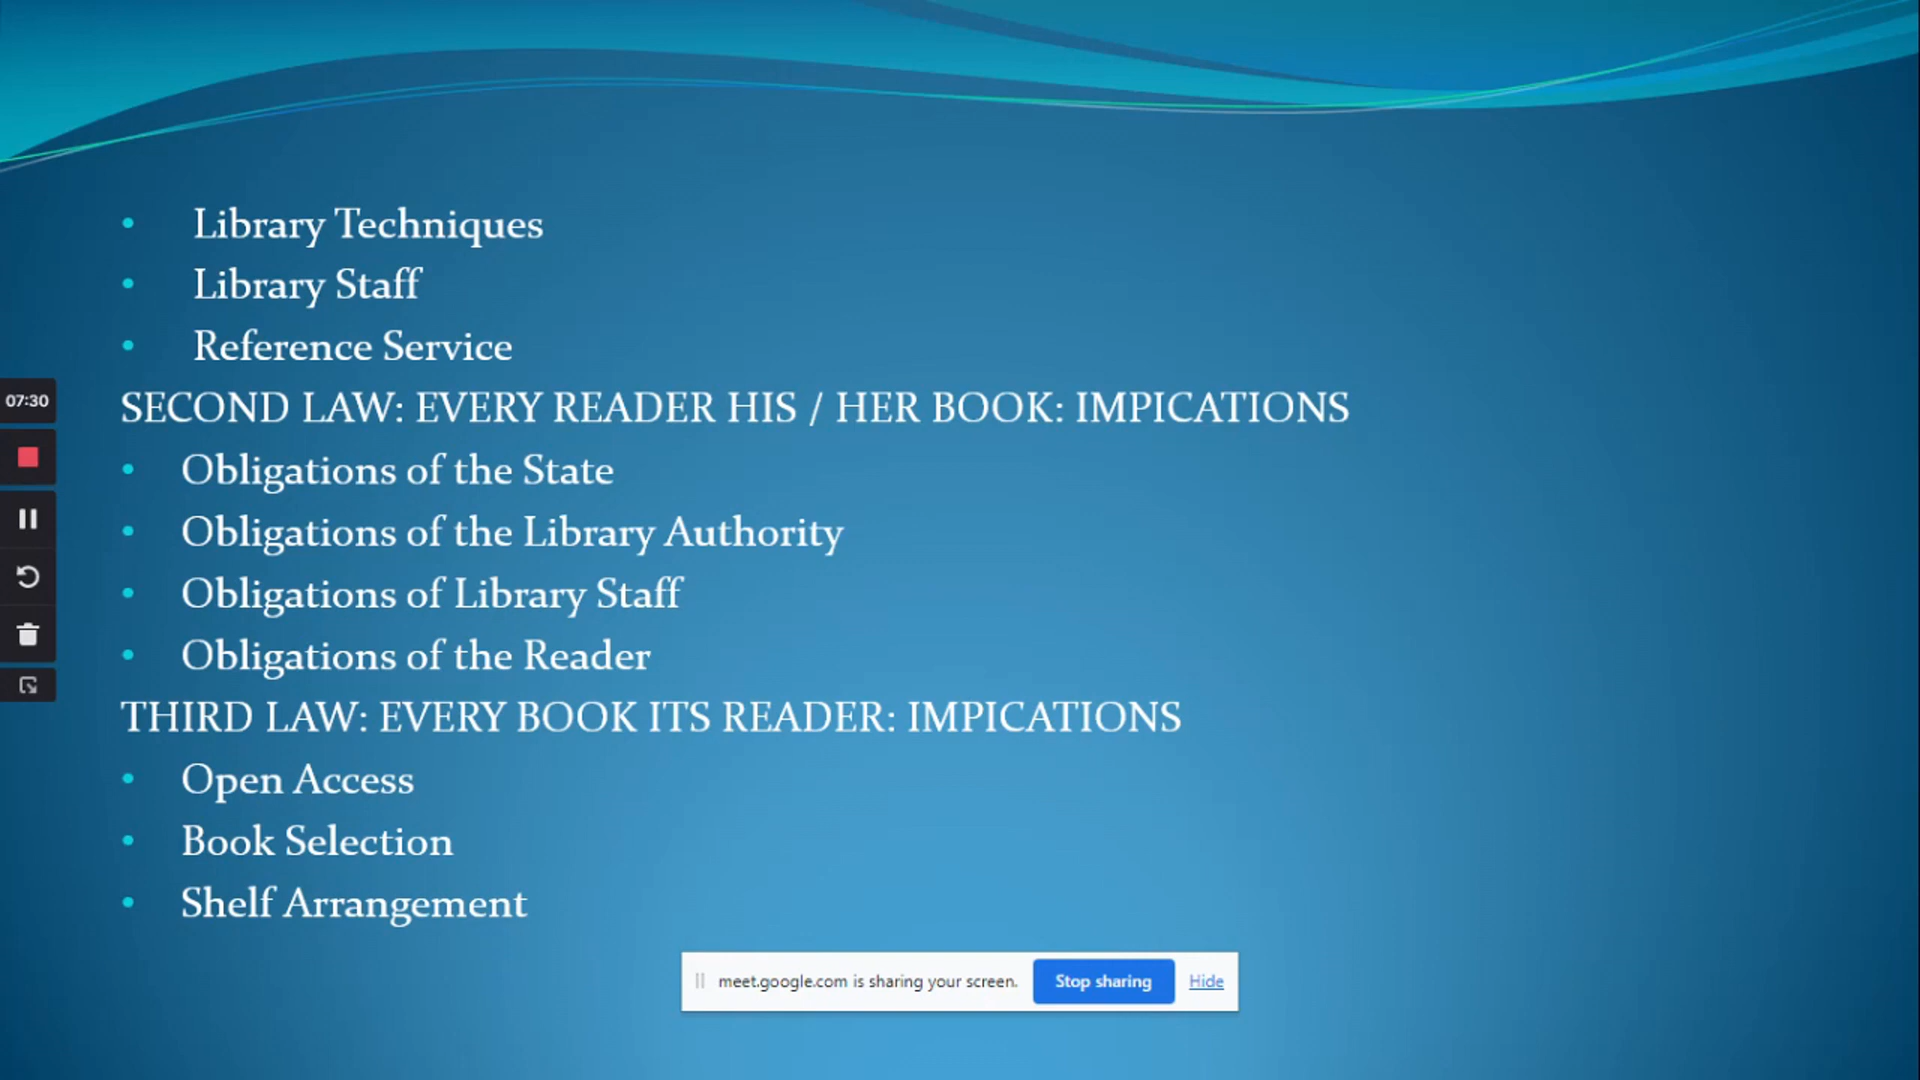 • Library Techniques
• Library Staff
• Reference Service
SECOND LAW: EVERY READER HIS / HER BOOK: IMPICATIONS
• Obligations of the State
• Obligations of the Library Authority
• Obligations of Library Staff
• Obligations of the Reader
THIRD LAW: EVERY BOOK ITS READER: IMPICATIONS
• Open Access
• Book Selection
• Shelf Arrangement
07:30
meet.google.com is sharing your screen. Stop sharing Hide